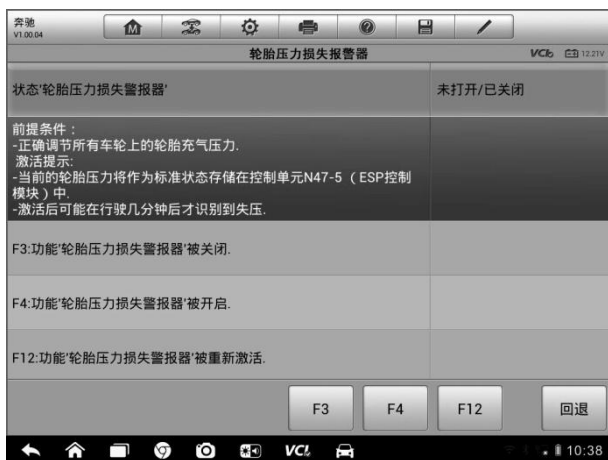 奔驰
V1.00.04
轮胎压力损失报警器
VCI 12.21V
状态'轮胎压力损失警报器' 未打开/已关闭
前提条件：
-正确调节所有车轮上的轮胎充气压力.
激活提示:
-当前的轮胎压力将作为标准状态存储在控制单元N47-5 （ESP控制
模块）中.
-激活后可能在行驶几分钟后才识别到失压.
F3:功能'轮胎压力损失警报器'被关闭.
F4:功能'轮胎压力损失警报器'被开启.
F12:功能'轮胎压力损失警报器'被重新激活.
F3 F4 F12 回退
VCI 10:38